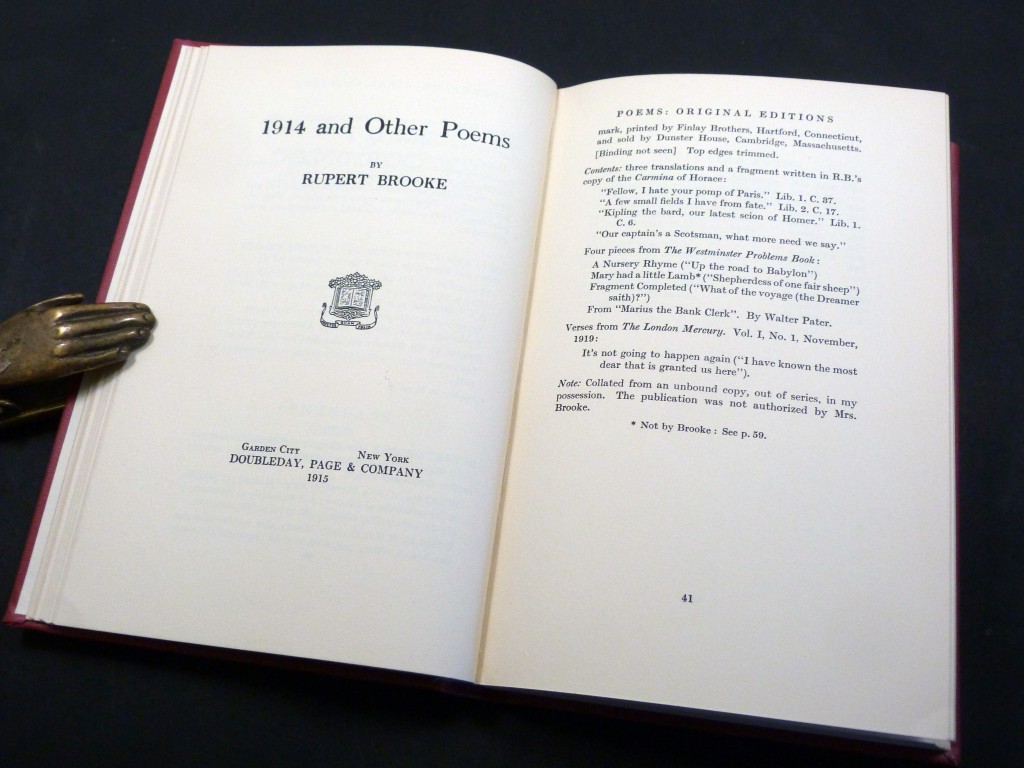 1914 and Other Poems
BY
RUPERT BROOKE
GARDEN CITY NEW YORK
DOUBLEDAY, PAGE & COMPANY
1915
POEMS: ORIGINAL EDITIONS
mark, printed by Finlay Brothers, Hartford, Connecticut,
and sold by Dunster House, Cambridge, Massachusetts.
[Binding not seen] Top edges trimmed.
Contents: three translations and a fragment written in R.B.'s
copy of the Carmina of Horace:
"Fellow, I hate your pomp of Paris." Lib. 1. C. 37.
"A few small fields I have from fate." Lib. 2. C. 17.
"Kipling the bard, our latest scion of Homer." Lib. 1.
C. 6.
"Our captain's a Scotsman, what more need we say."
Four pieces from The Westminster Problems Book:
A Nursery Rhyme ("Up the road to Babylon")
Mary had a little Lamb* ("Shepherdess of one fair sheep")
Fragment Completed ("What of the voyage (the Dreamer
saith)?")
From "Marius the Bank Clerk". By Walter Pater.
Verses from The London Mercury. Vol. I, No. 1, November,
1919:
It's not going to happen again ("I have known the most
dear that is granted us here").
Note: Collated from an unbound copy, out of series, in my
possession. The publication was not authorized by Mrs.
Brooke.
* Not by Brooke: See p. 59.
41